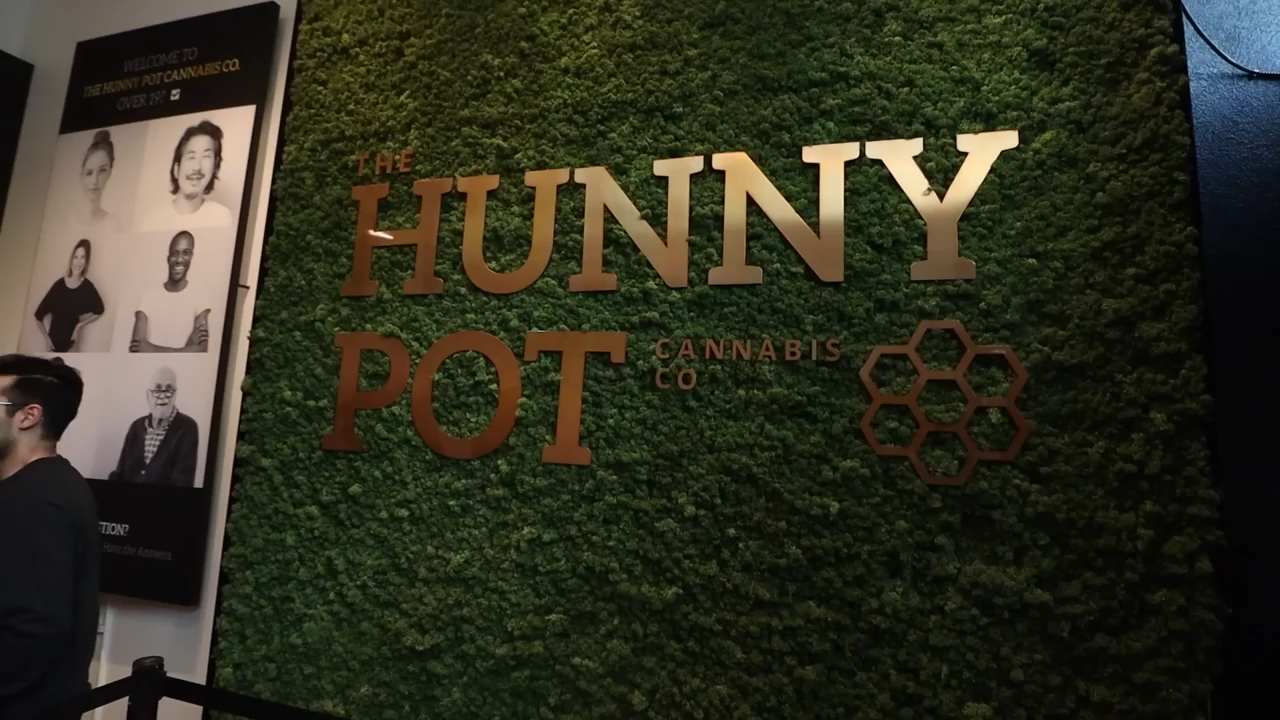 WELCOME TO
THE HUNNY POT CANNABIS CO.
OVER 19?
THE
HUNNY
POT
CANNABIS
CO
TION?
Have the Answers.